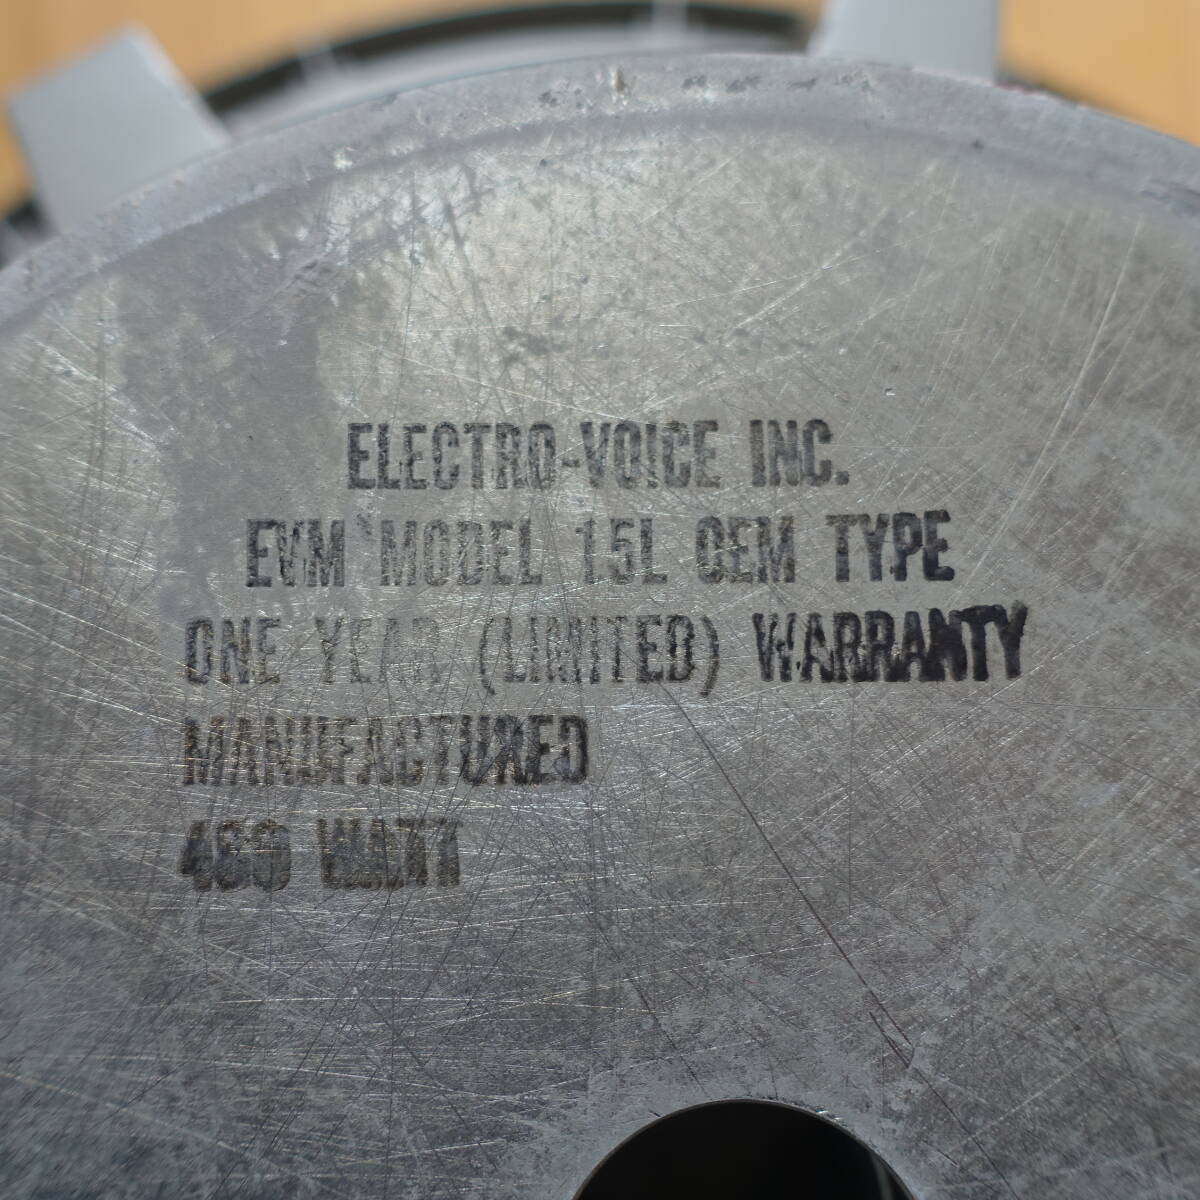 ELECTRO-VOICE INC.
EVM MODEL 15L OEM TYPE
ONE YEAR (LIMITED) WARRANTY
MANUFACTURED
WATT